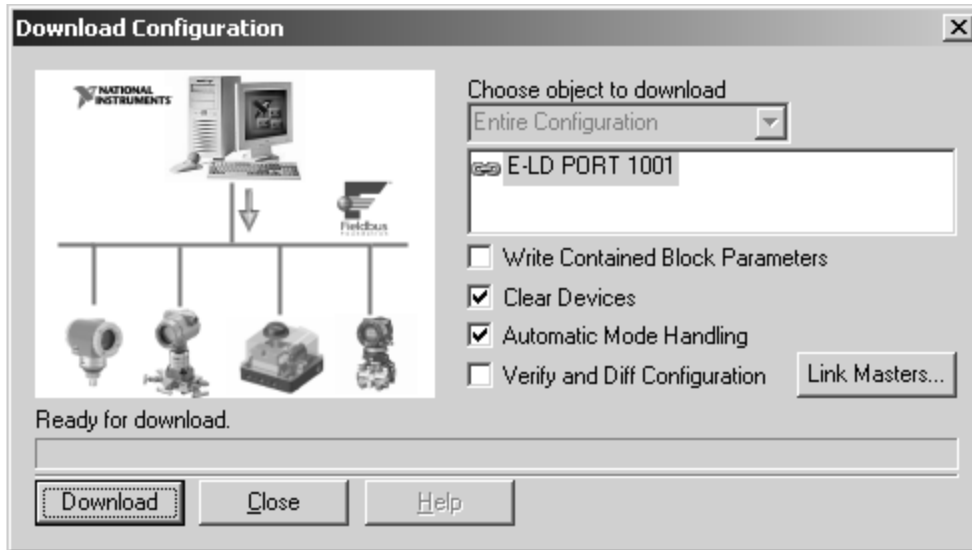 Download Configuration
NATIONAL
INSTRUMENTS
Fieldbus
Foundation
Choose object to download
Entire Configuration
E-LD PORT 1001
Write Contained Block Parameters
Clear Devices
Automatic Mode Handling
Verify and Diff Configuration
Link Masters...
Ready for download.
Download
Close
Help